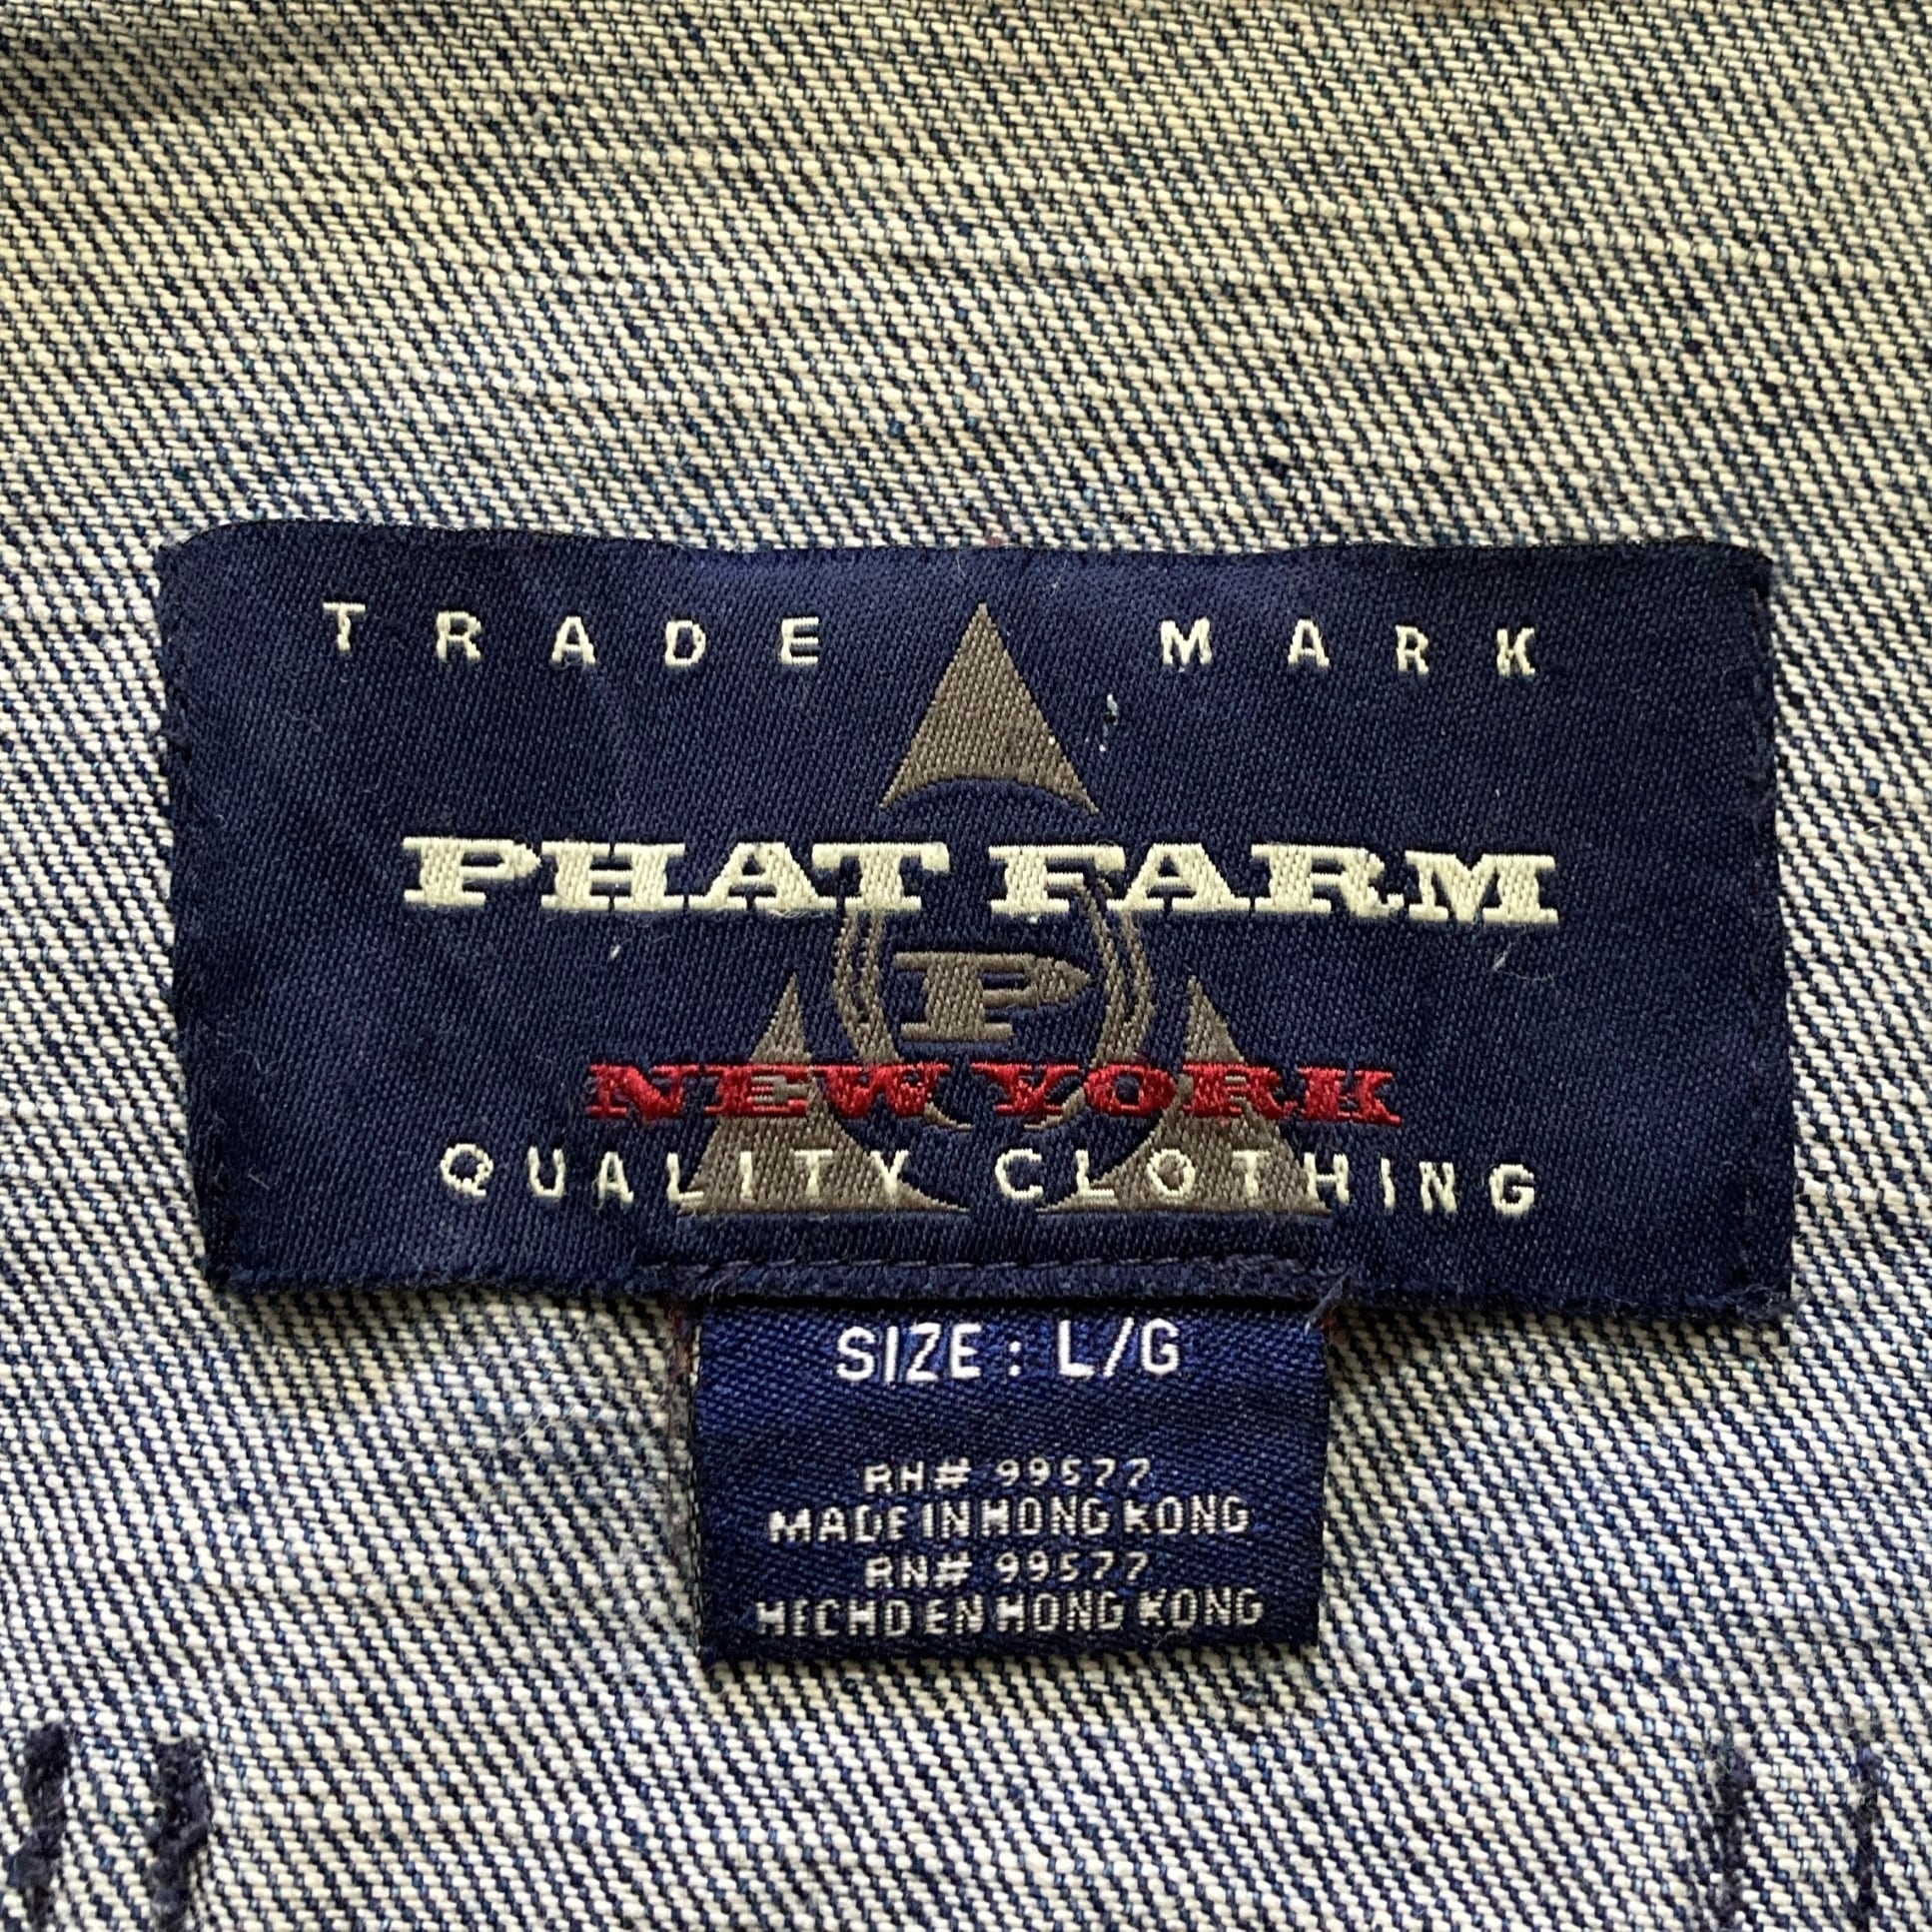 TRADE MARK
PHAT FARM
P
NEW YORK
QUALITY CLOTHING
SIZE : L/G
RH# 99577
MADE IN HONG KONG
RN# 99577
HECHO EN HONG KONG